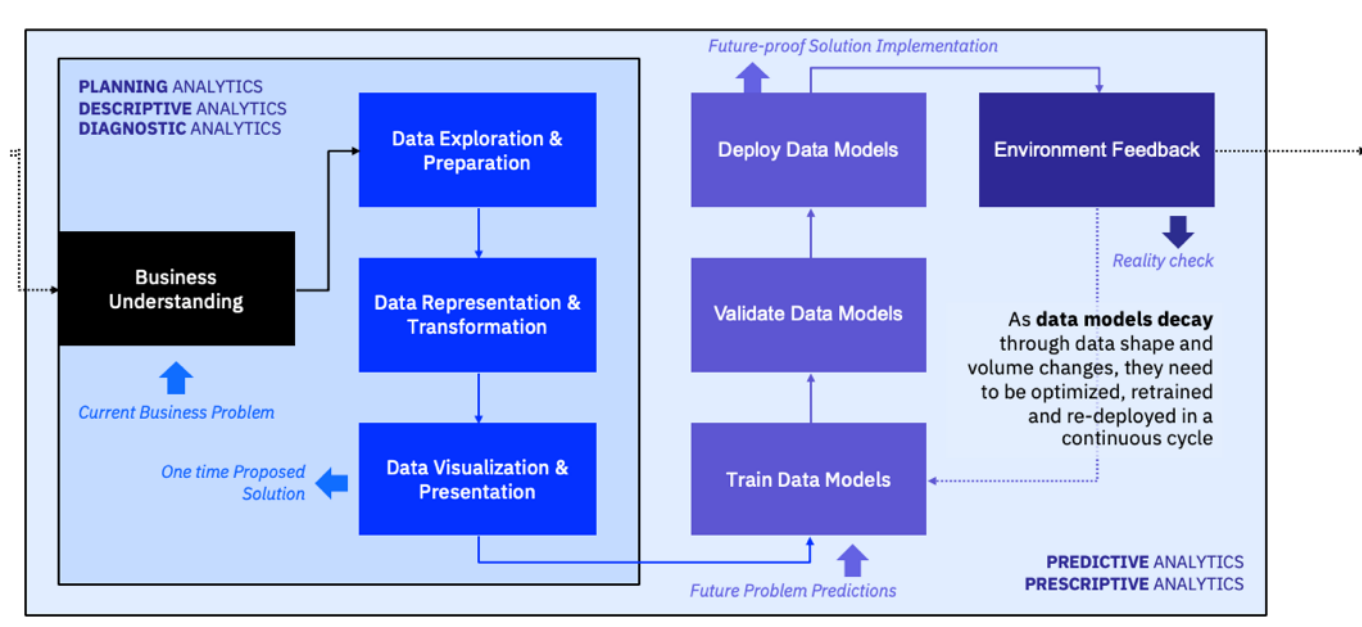 PLANNING ANALYTICS
DESCRIPTIVE ANALYTICS
DIAGNOSTIC ANALYTICS
Business
Understanding
Current Business Problem
Data Exploration &
Preparation
Data Representation &
Transformation
Data Visualization &
Presentation
One time Proposed
Solution
Future-proof Solution Implementation
Deploy Data Models
Validate Data Models
Train Data Models
Future Problem Predictions
Environment Feedback
Reality check
As data models decay
through data shape and
volume changes, they need
to be optimized, retrained
and re-deployed in a
continuous cycle
PREDICTIVE ANALYTICS
PRESCRIPTIVE ANALYTICS